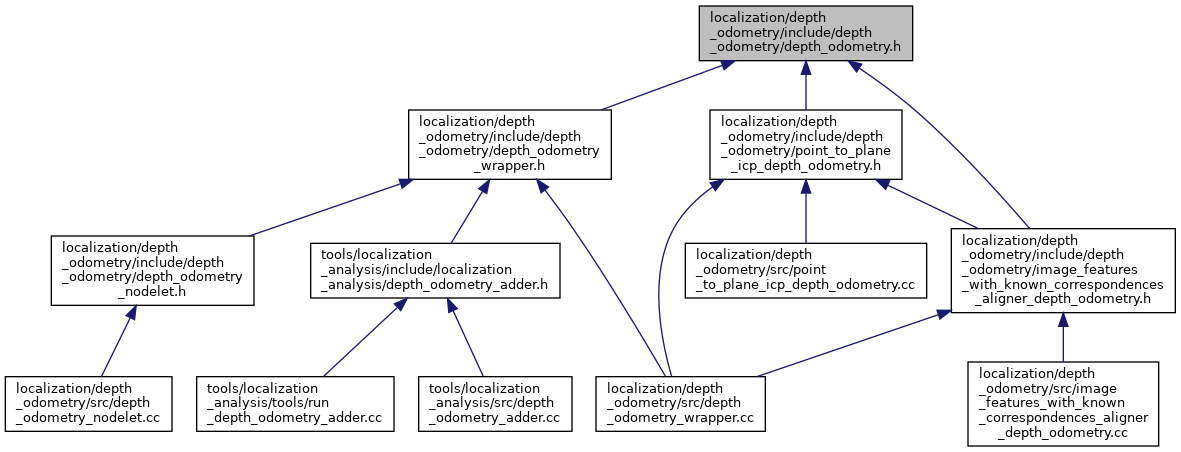 localization/depth
_odometry/include/depth
_odometry/depth_odometry.h
localization/depth
_odometry/include/depth
_odometry/depth_odometry
_wrapper.h
localization/depth
_odometry/include/depth
_odometry/point_to_plane
_icp_depth_odometry.h
localization/depth
_odometry/include/depth
_odometry/depth_odometry
_nodelet.h
tools/localization
_analysis/include/localization
_analysis/depth_odometry_adder.h
localization/depth
_odometry/src/point
_to_plane_icp_depth_odometry.cc
localization/depth
_odometry/include/depth
_odometry/image_features
_with_known_correspondences
_aligner_depth_odometry.h
localization/depth
_odometry/src/depth
_odometry_nodelet.cc
tools/localization
_analysis/tools/run
_depth_odometry_adder.cc
tools/localization
_analysis/src/depth
_odometry_adder.cc
localization/depth
_odometry/src/depth
_odometry_wrapper.cc
localization/depth
_odometry/src/image
_features_with_known
_correspondences_aligner
_depth_odometry.cc